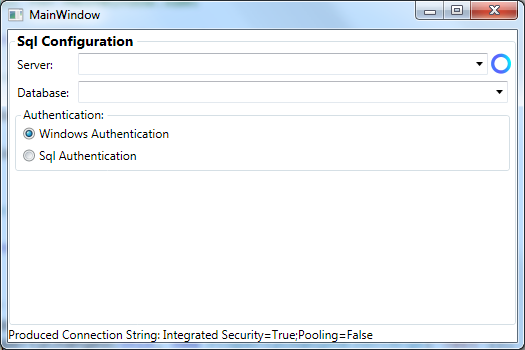 MainWindow
Sql Configuration
Server:
Database:
Authentication:
Windows Authentication
Sql Authentication
Produced Connection String: Integrated Security=True;Pooling=False